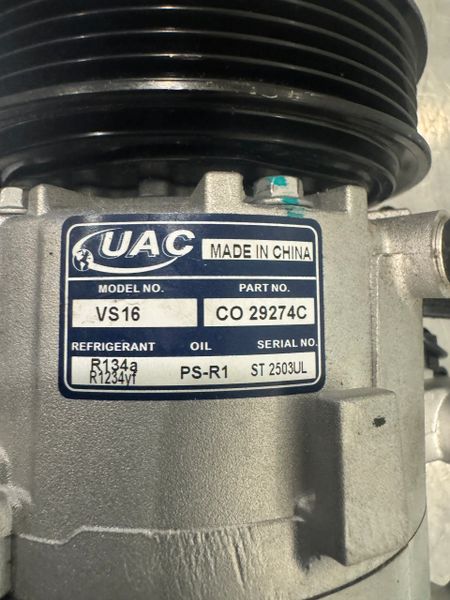 UAC MADE IN CHINA
MODEL NO. PART NO.
VS16 CO 29274C
REFRIGERANT OIL SERIAL NO.
R134a
R1234yf PS-R1 ST 2503UL